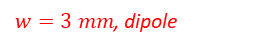 w = 3 mm, dipole